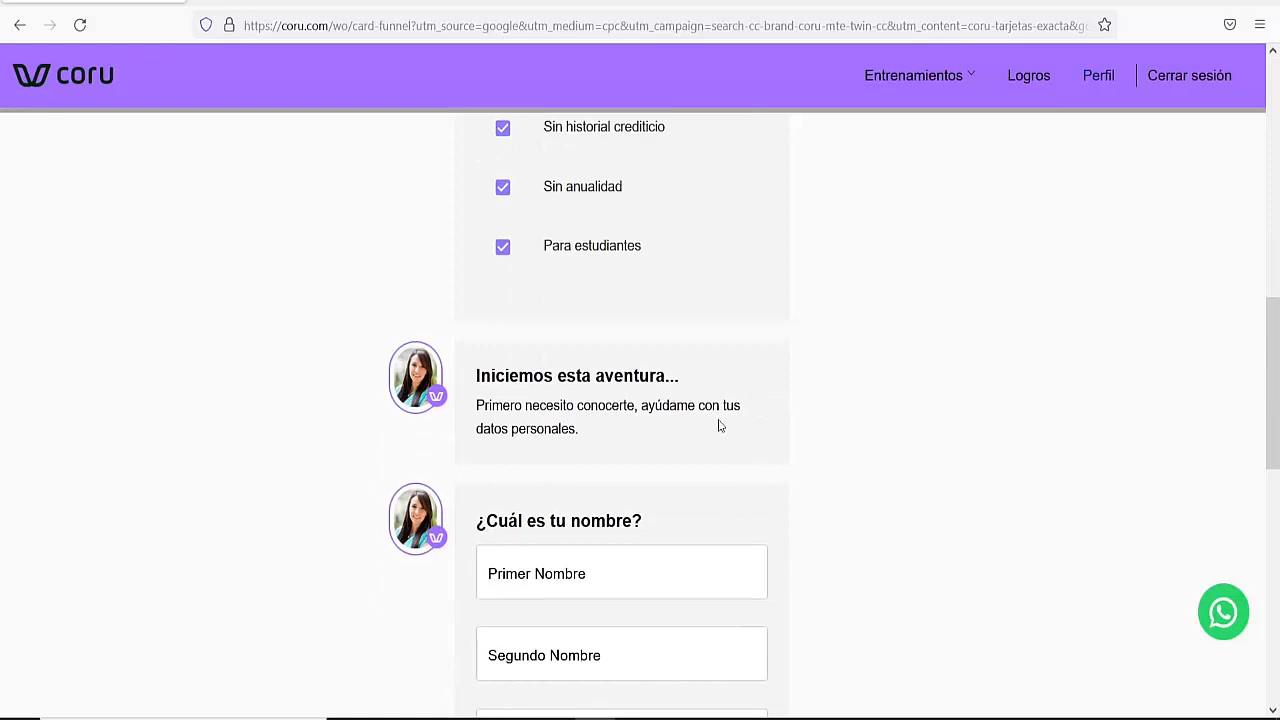 https://coru.com/wo/card-funnel?utm_source=google&utm_medium=cpc&utm_campaign=search-cc-brand-coru-mte-twin-cc&utm_content=coru-tarjetas-exacta&g
coru
Entrenamientos
Logros
Perfil
Cerrar sesión
Sin historial crediticio
Sin anualidad
Para estudiantes
Iniciemos esta aventura...
Primero necesito conocerte, ayúdame con tus
datos personales.
¿Cuál es tu nombre?
Primer Nombre
Segundo Nombre